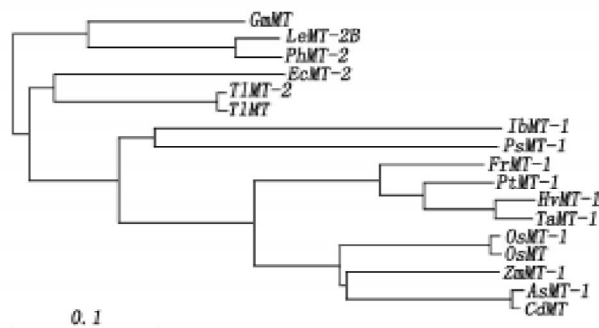 GmMT
LeMT-2B
PhMT-2
EcMT-2
TlMT-2
TlMT
IbMT-1
PsMT-1
FrMT-1
PtMT-1
HvMT-1
TaMT-1
OsMT-1
OsMT
ZmMT-1
AsMT-1
CdMT
0.1